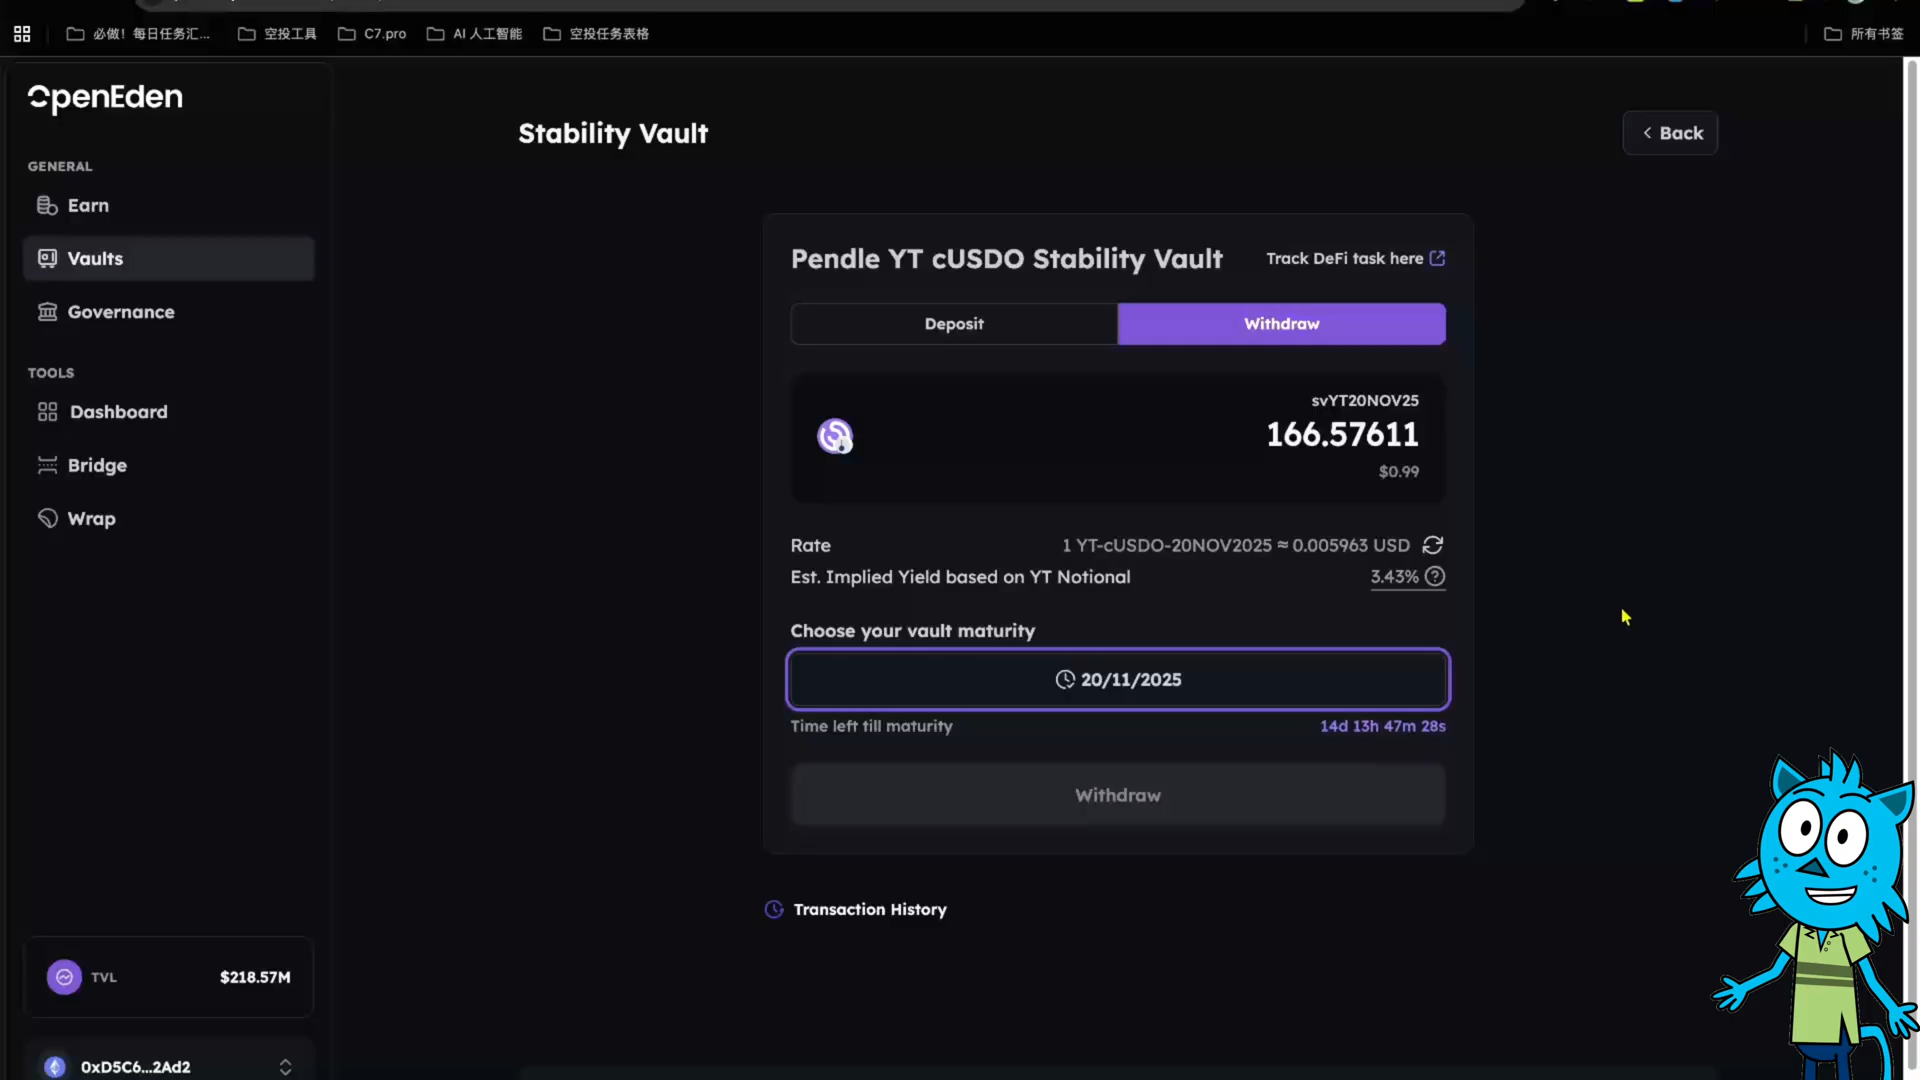 必做！每日任务汇...
空投工具
C7.pro
AI 人工智能
空投任务表格
所有书签
OpenEden
GENERAL
Earn
Vaults
Governance
TOOLS
Dashboard
Bridge
Wrap
TVL $218.57M
0xD5C6...2Ad2
Stability Vault
Back
Pendle YT cUSDO Stability Vault
Track DeFi task here
Deposit
Withdraw
svYT20NOV25
166.57611
$0.99
Rate
1 YT-cUSDO-20NOV2025 ≈ 0.005963 USD
Est. Implied Yield based on YT Notional
3.43%
Choose your vault maturity
20/11/2025
Time left till maturity
14d 13h 47m 28s
Withdraw
Transaction History